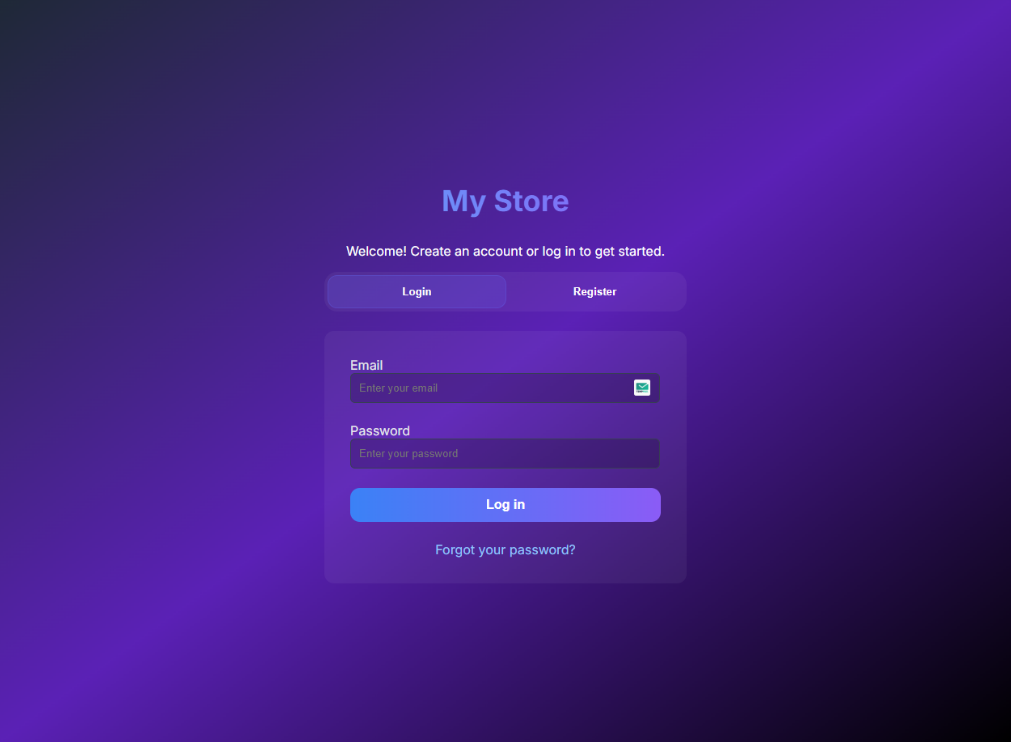 My Store
Welcome! Create an account or log in to get started.
Login
Register
Email
Enter your email
Password
Enter your password
Log in
Forgot your password?